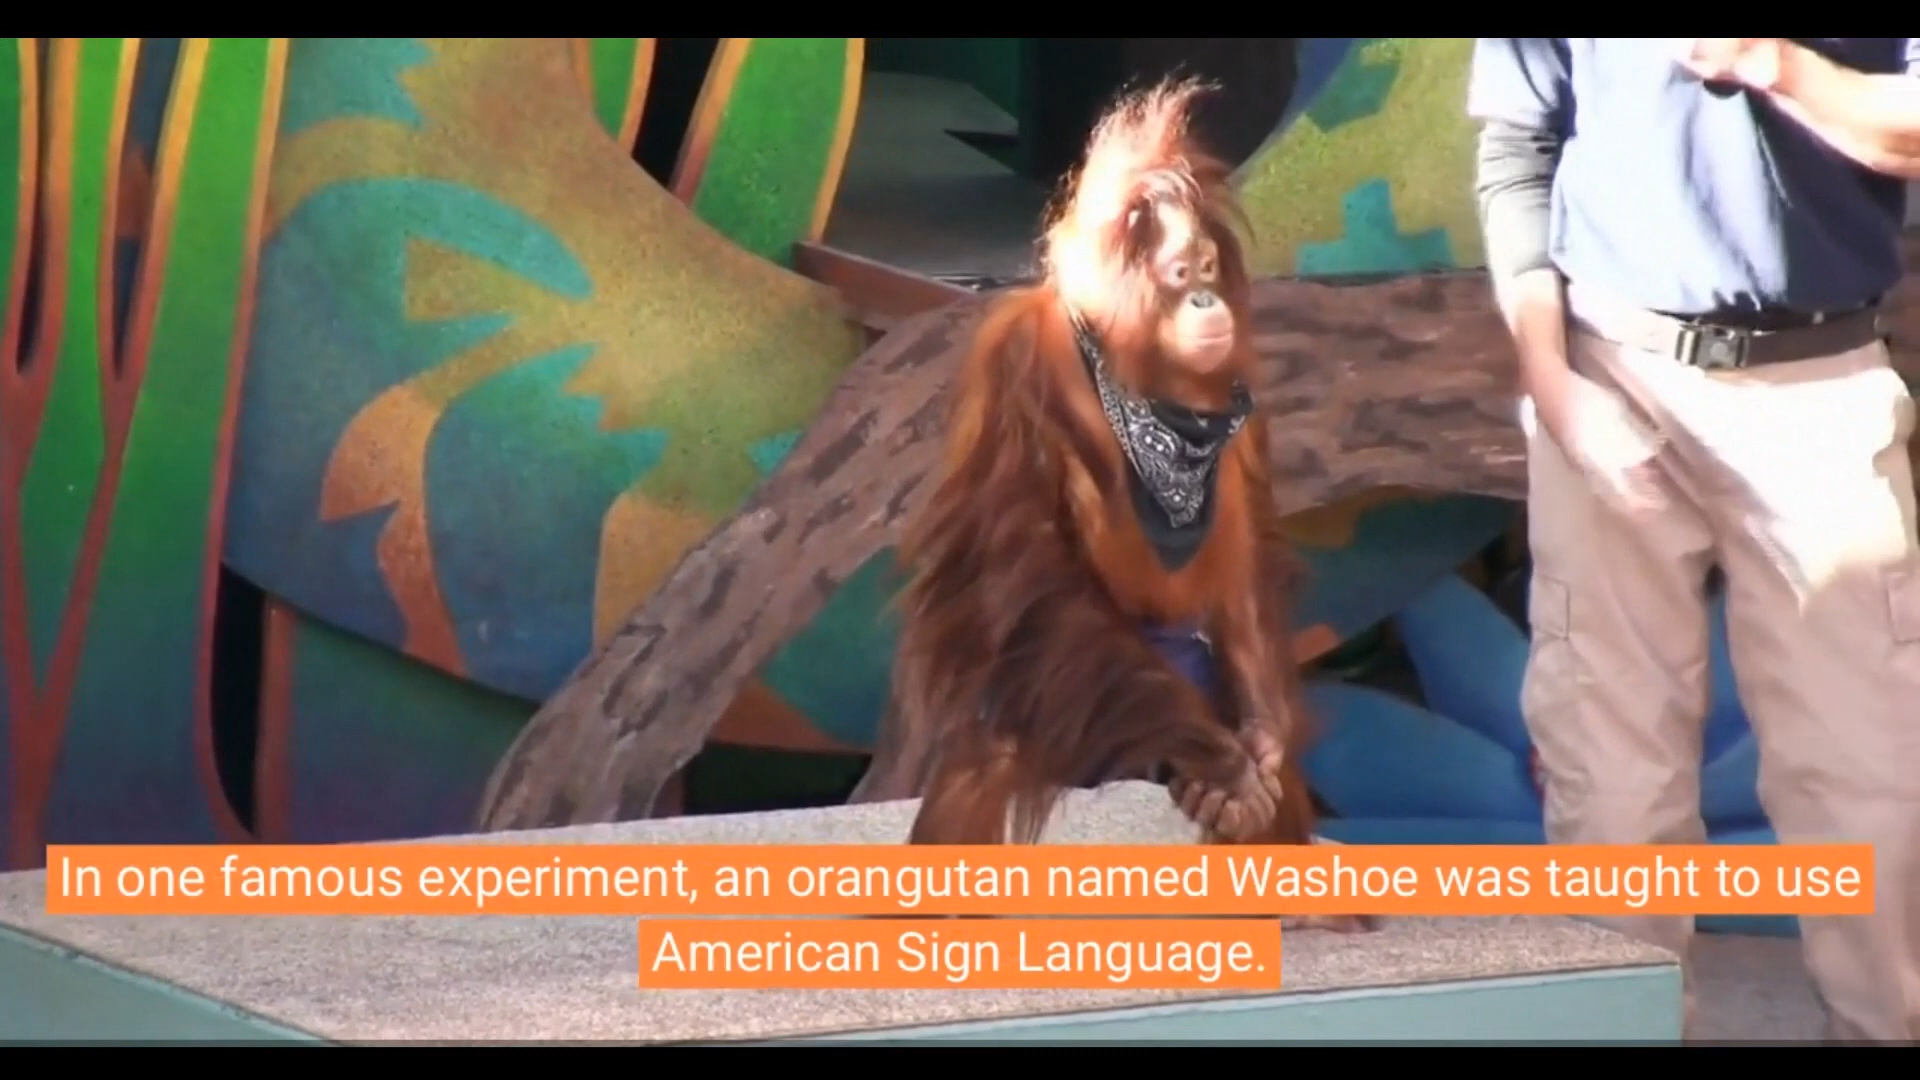 In one famous experiment, an orangutan named Washoe was taught to use
American Sign Language.